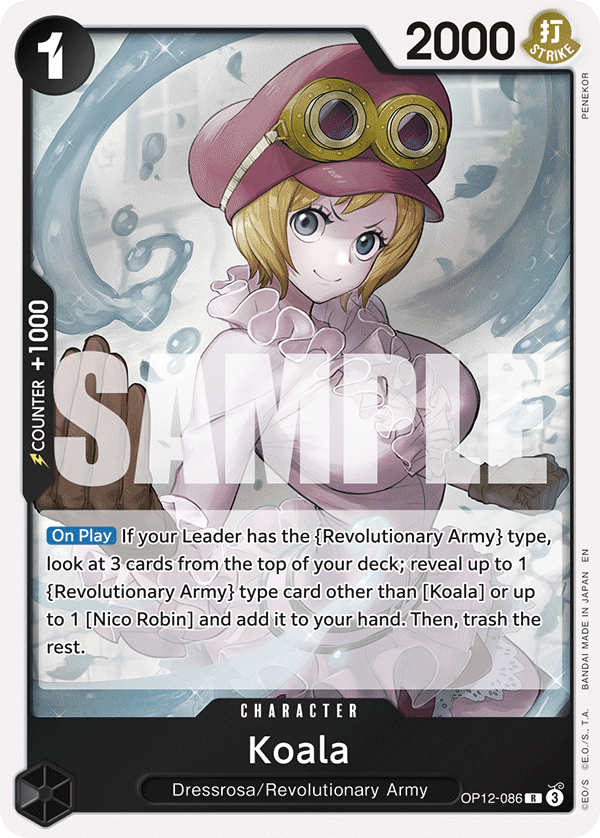 1
2000
打
STRIKE
PENEKOR
COUNTER +1000
SAMPLE
On Play If your Leader has the {Revolutionary Army} type,
look at 3 cards from the top of your deck; reveal up to 1
{Revolutionary Army} type card other than [Koala] or up
to 1 [Nico Robin] and add it to your hand. Then, trash the
rest.
CHARACTER
Koala
Dressrosa/Revolutionary Army
OP12-086 R 3
©EO/S ©E.O./S., T.A. BANDAI MADE IN JAPAN EN